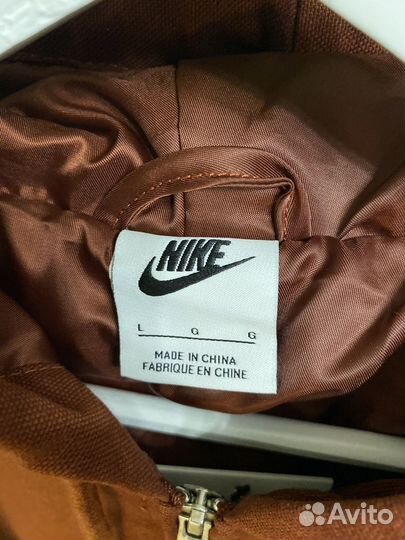 NIKE
L G G
MADE IN CHINA
FABRIQUE EN CHINE
Avito